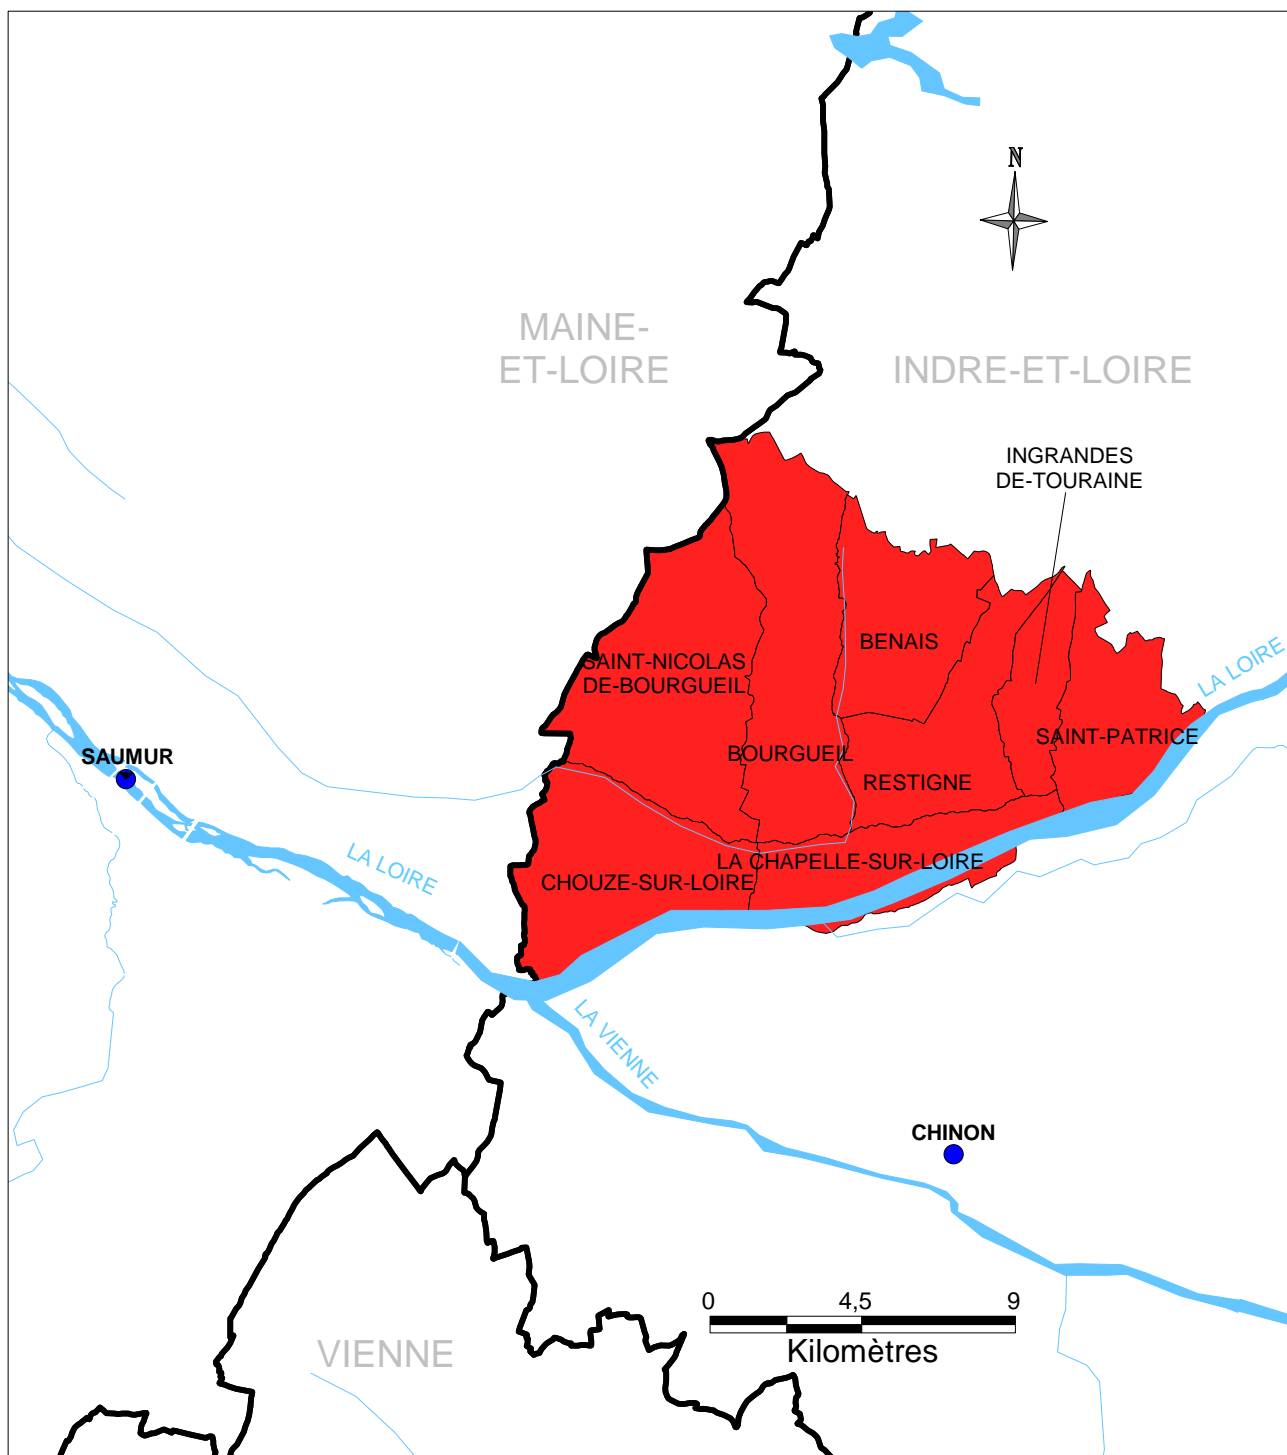 N
MAINE-
ET-LOIRE
INDRE-ET-LOIRE
INGRANDES
DE-TOURAINE
BENAIS
SAINT-NICOLAS
DE-BOURGUEIL
LA LOIRE
SAINT-PATRICE
SAUMUR
BOURGUEIL
RESTIGNE
LA LOIRE
LA CHAPELLE-SUR-LOIRE
CHOUZE-SUR-LOIRE
LA VIENNE
CHINON
0 4,5 9
Kilomètres
VIENNE